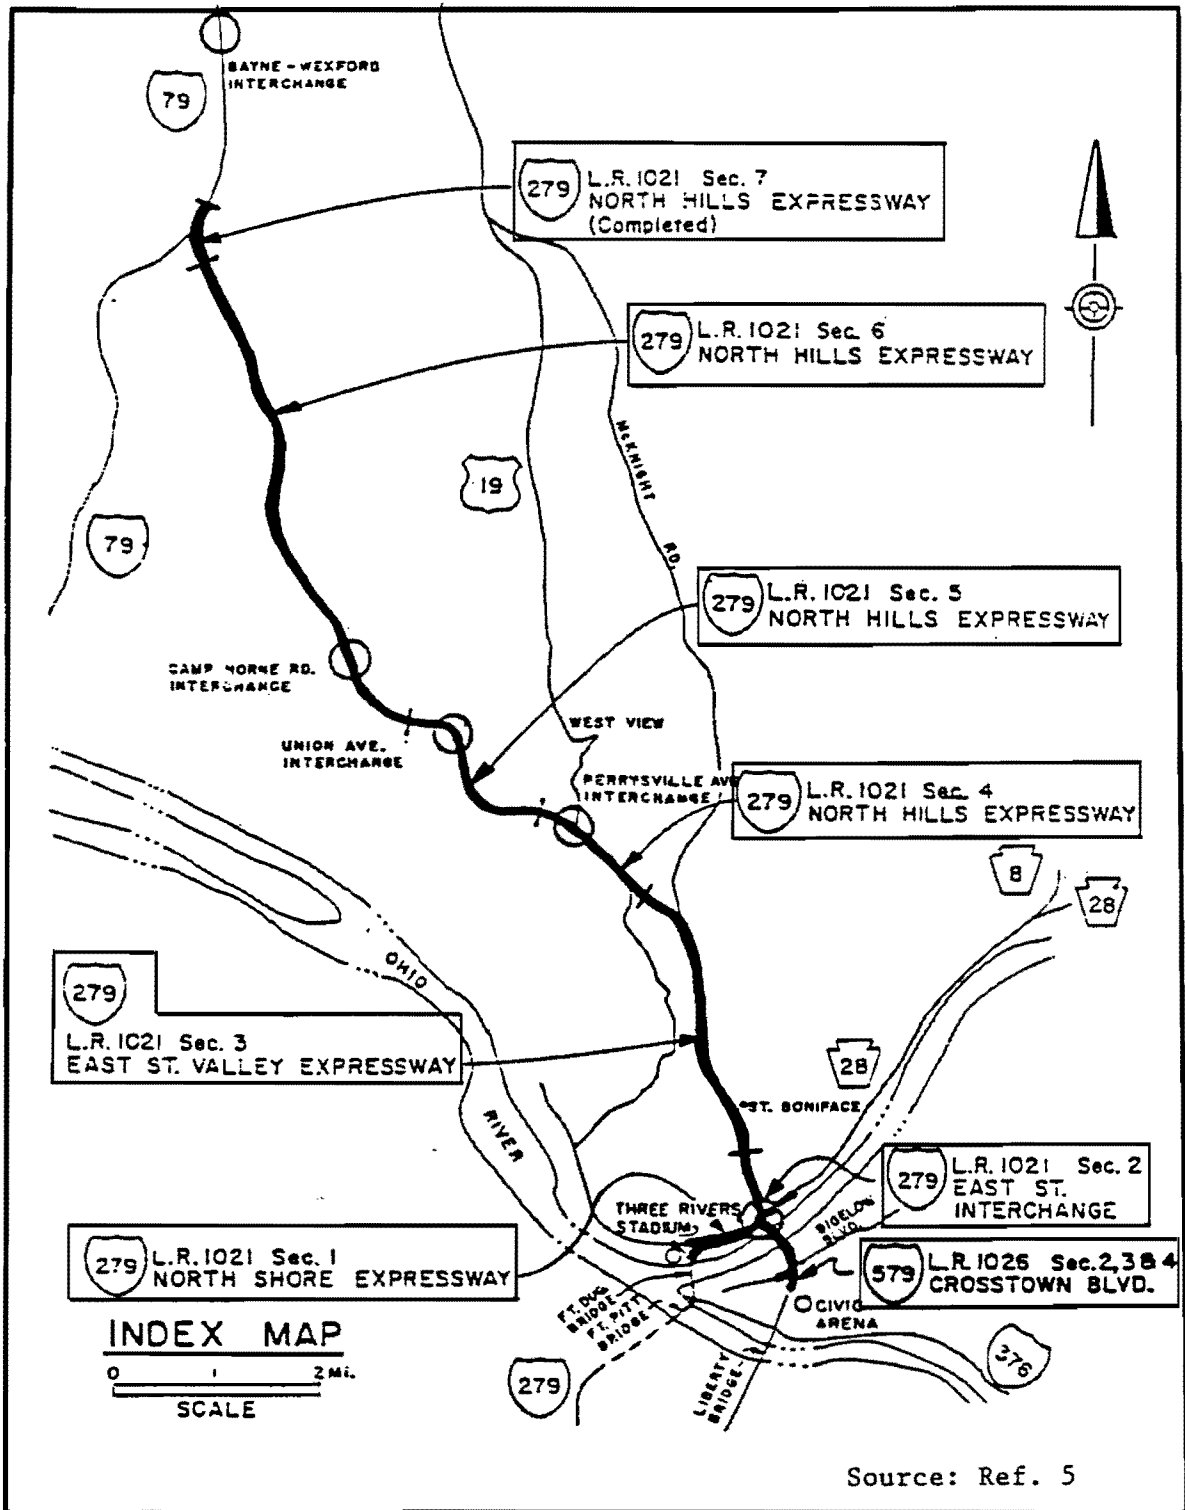 BAYNE-WEXFORD
INTERCHANGE
79
279
L.R. 1021 Sec. 7
NORTH HILLS EXPRESSWAY
(Completed)
279
L.R. 1021 Sec. 6
NORTH HILLS EXPRESSWAY
McKNIGHT
RD.
19
79
279
L.R. 1021 Sec. 5
NORTH HILLS EXPRESSWAY
CAMP HORNE RD.
INTERCHANGE
WEST VIEW
UNION AVE.
INTERCHANGE
PERRYSVILLE AVE
INTERCHANGE
279
L.R. 1021 Sec. 4
NORTH HILLS EXPRESSWAY
8
28
OHIO
279
L.R. 1021 Sec. 3
EAST ST. VALLEY EXPRESSWAY
28
ST. BONIFACE
RIVER
279
L.R. 1021 Sec. 2
EAST ST.
INTERCHANGE
THREE RIVERS
STADIUM
BIGELOW
BLVD.
279
L.R. 1021 Sec. 1
NORTH SHORE EXPRESSWAY
579
L.R. 1026 Sec. 2,3 & 4
CROSSTOWN BLVD.
FT. DUQ.
BRIDGE
FT. PITT
BRIDGE
CIVIC
ARENA
INDEX MAP
0 1 2 Mi.
SCALE
279
LIBERTY
BRIDGE
376
Source: Ref. 5